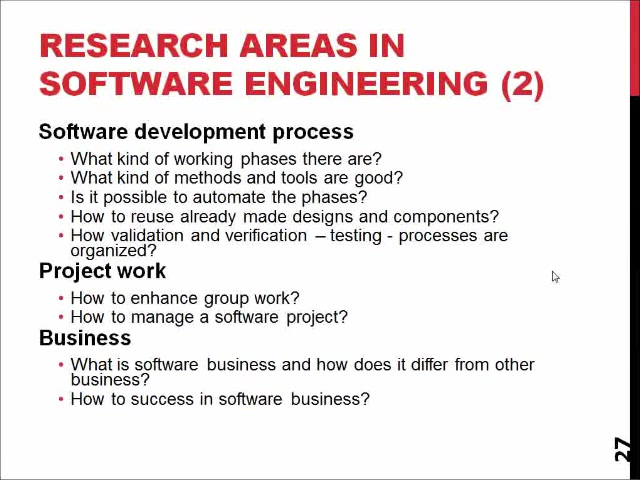 RESEARCH AREAS IN
SOFTWARE ENGINEERING (2)
Software development process
• What kind of working phases there are?
• What kind of methods and tools are good?
• Is it possible to automate the phases?
• How to reuse already made designs and components?
• How validation and verification – testing - processes are
organized?
Project work
• How to enhance group work?
• How to manage a software project?
Business
• What is software business and how does it differ from other
business?
• How to success in software business?
27